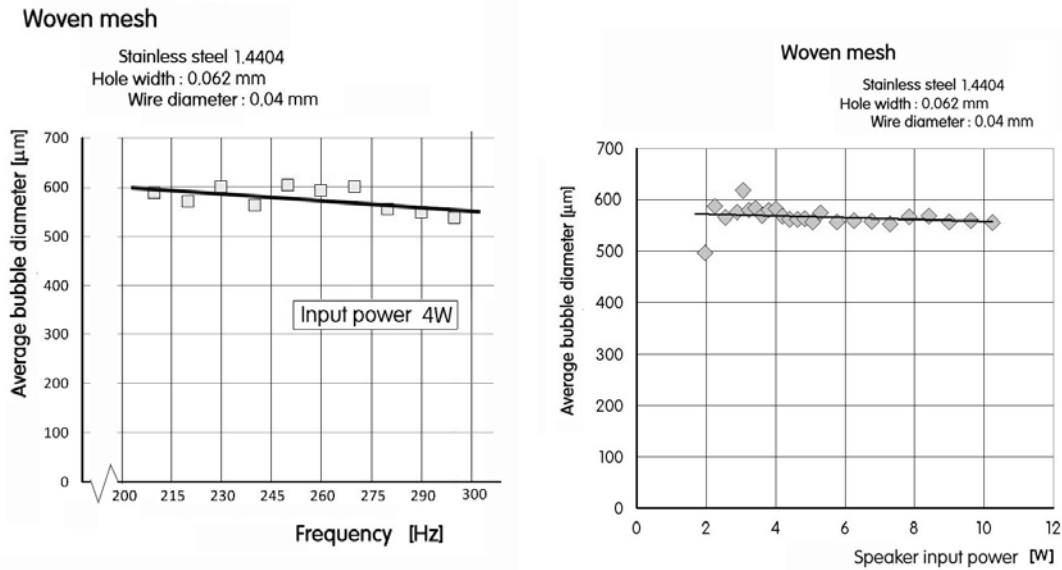 Woven mesh
Stainless steel 1.4404
Hole width : 0.062 mm
Wire diameter : 0.04 mm
Average bubble diameter [μm]
700
600
500
400
300
200
100
0
Input power 4W
200 215 230 245 260 275 290 300
Frequency [Hz]
Woven mesh
Stainless steel 1.4404
Hole width : 0.062 mm
Wire diameter : 0.04 mm
Average bubble diameter [μm]
700
600
500
400
300
200
100
0
0 2 4 6 8 10 12
Speaker input power [W]